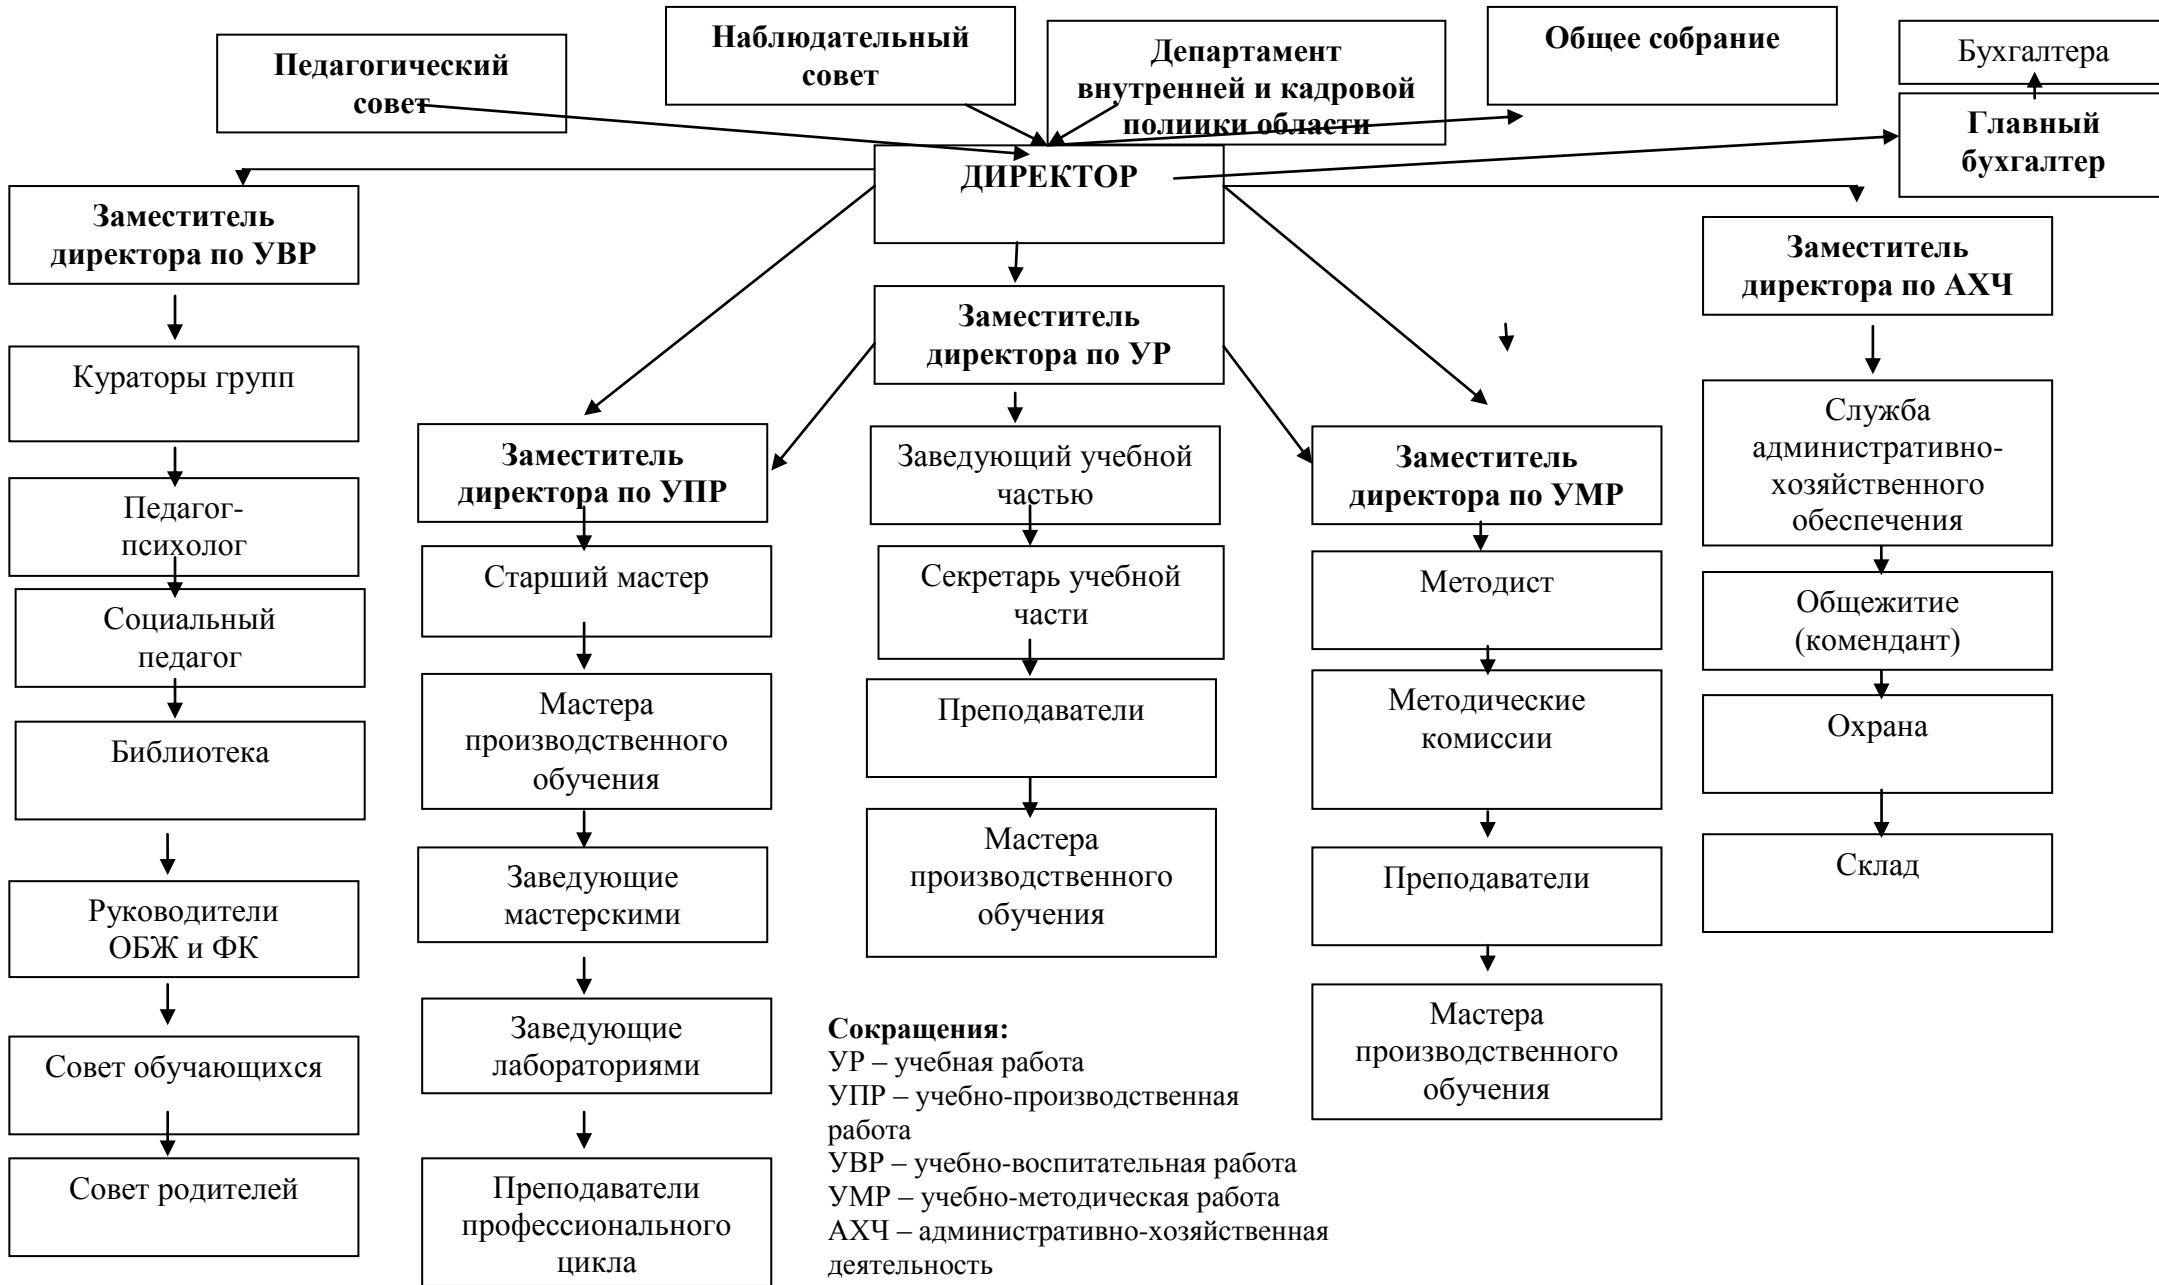 Педагогический
совет
Наблюдательный
совет
Департамент
внутренней и кадровой
полиики области
Общее собрание
Бухгалтера
Главный
бухгалтер
ДИРЕКТОР
Заместитель
директора по УВР
Кураторы групп
Педагог-
психолог
Социальный
педагог
Библиотека
Руководители
ОБЖ и ФК
Совет обучающихся
Совет родителей
Заместитель
директора по УПР
Старший мастер
Мастера
производственного
обучения
Заведующие
мастерскими
Заведующие
лабораториями
Преподаватели
профессионального
цикла
Заместитель
директора по УР
Заведующий учебной
частью
Секретарь учебной
части
Преподаватели
Мастера
производственного
обучения
Заместитель
директора по УМР
Методист
Методические
комиссии
Преподаватели
Мастера
производственного
обучения
Заместитель
директора по АХЧ
Служба
административно-
хозяйственного
обеспечения
Общежитие
(комендант)
Охрана
Склад
Сокращения:
УР – учебная работа
УПР – учебно-производственная
работа
УВР – учебно-воспитательная работа
УМР – учебно-методическая работа
АХЧ – административно-хозяйственная
деятельность